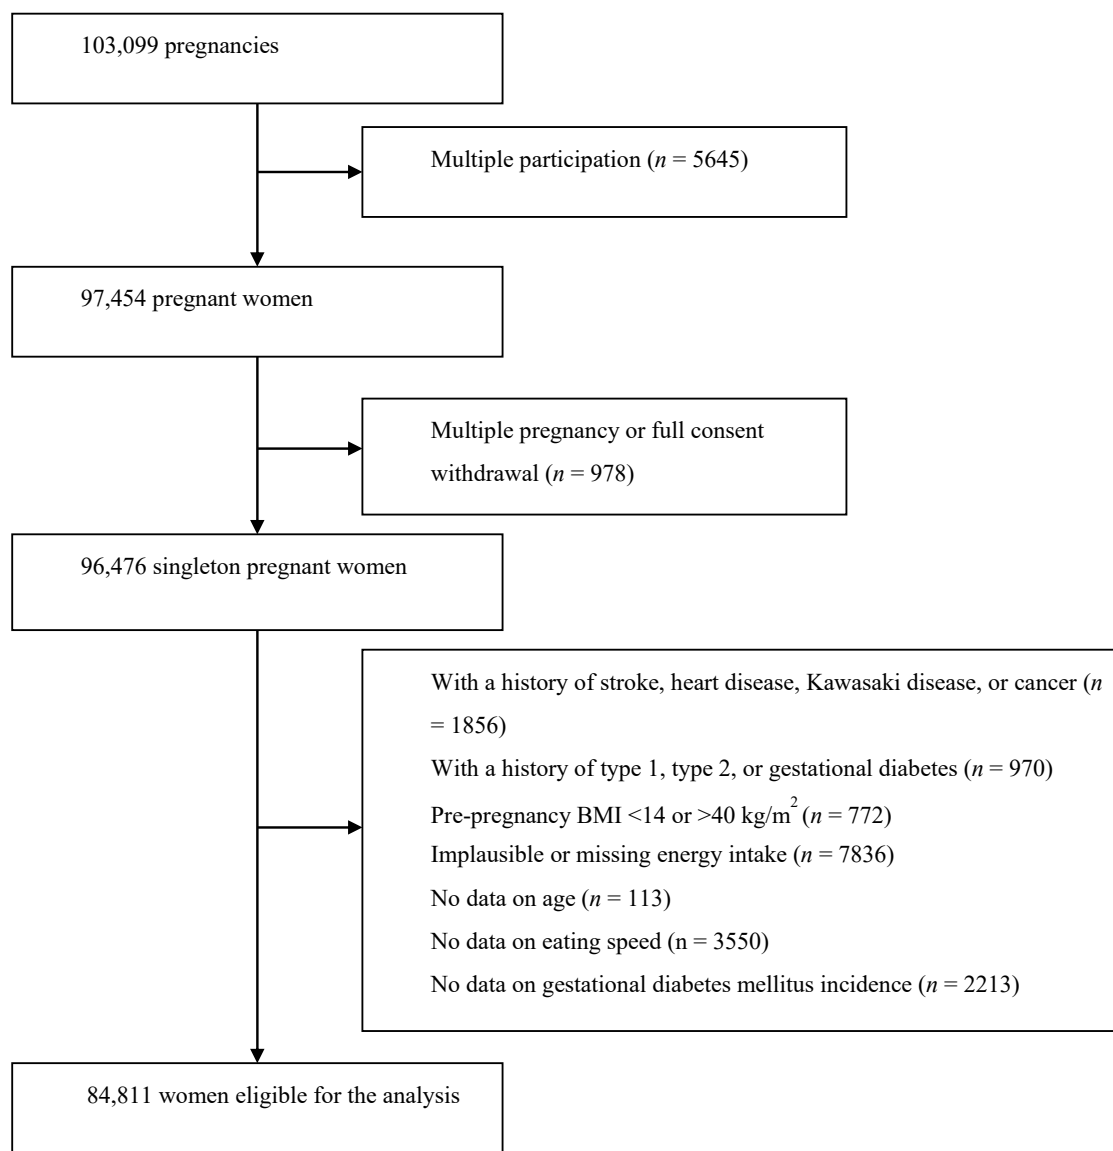 103,099 pregnancies
Multiple participation (n = 5645)
97,454 pregnant women
Multiple pregnancy or full consent
withdrawal (n = 978)
96,476 singleton pregnant women
With a history of stroke, heart disease, Kawasaki disease, or cancer (n
= 1856)
With a history of type 1, type 2, or gestational diabetes (n = 970)
Pre-pregnancy BMI <14 or >40 kg/m² (n = 772)
Implausible or missing energy intake (n = 7836)
No data on age (n = 113)
No data on eating speed (n = 3550)
No data on gestational diabetes mellitus incidence (n = 2213)
84,811 women eligible for the analysis